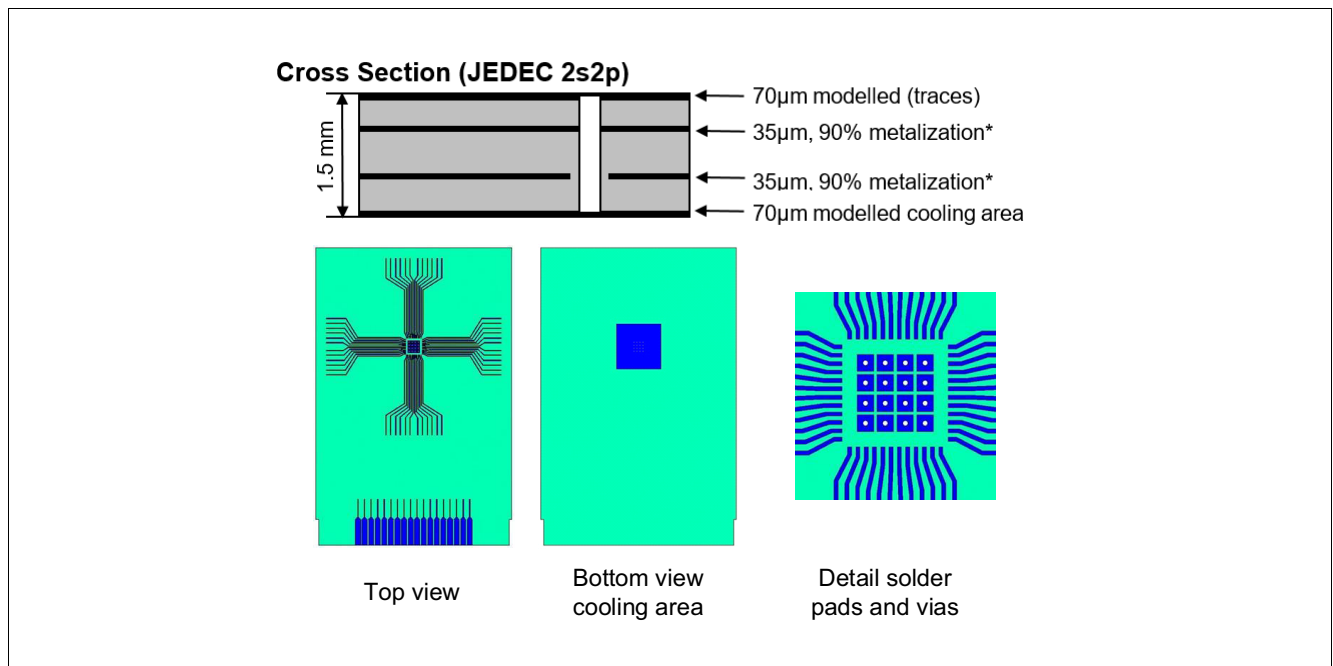 Cross Section (JEDEC 2s2p)
1.5 mm
70µm modelled (traces)
35µm, 90% metalization*
35µm, 90% metalization*
70µm modelled cooling area
Top view
Bottom view
cooling area
Detail solder
pads and vias